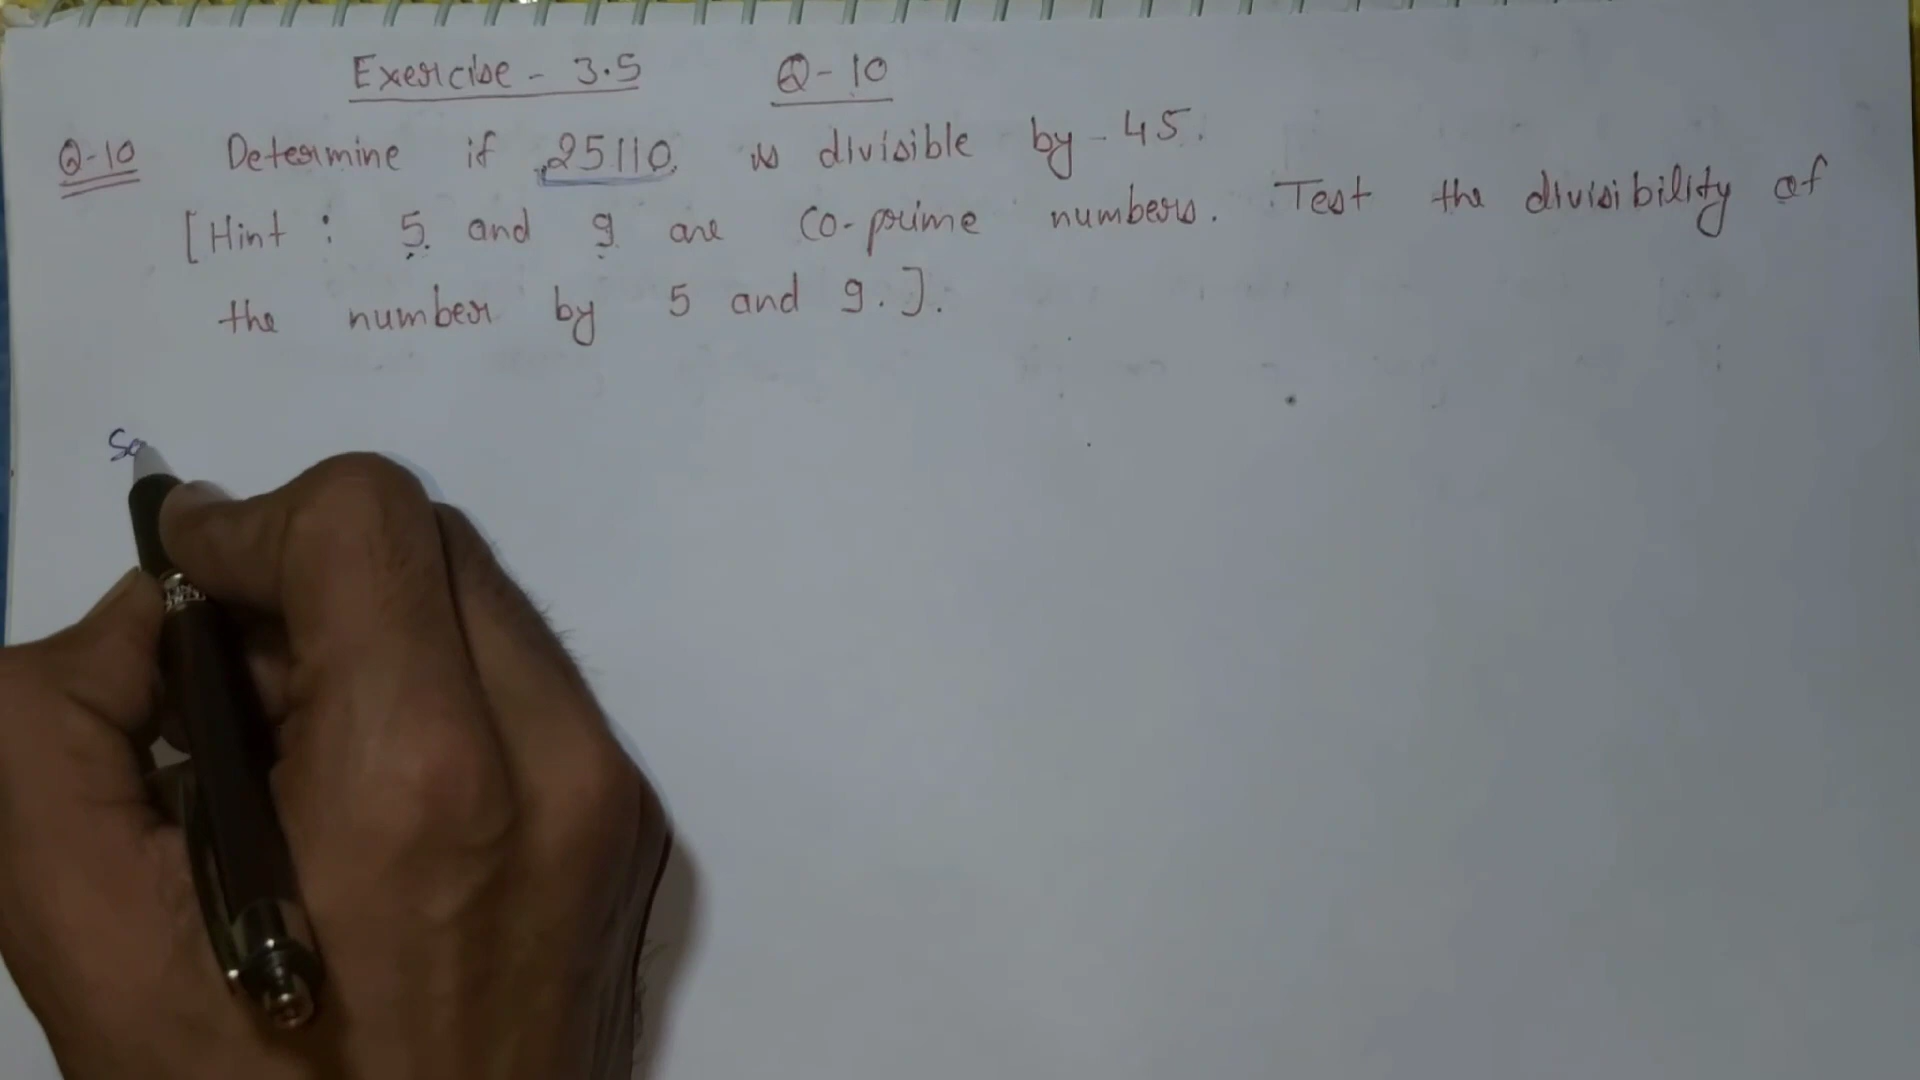 Exercise - 3.5 Q-10
Q-10 Determine if 25110 is divisible by 45.
[Hint : 5 and 9 are Co-prime numbers. Test the divisibility of
the number by 5 and 9.].
So